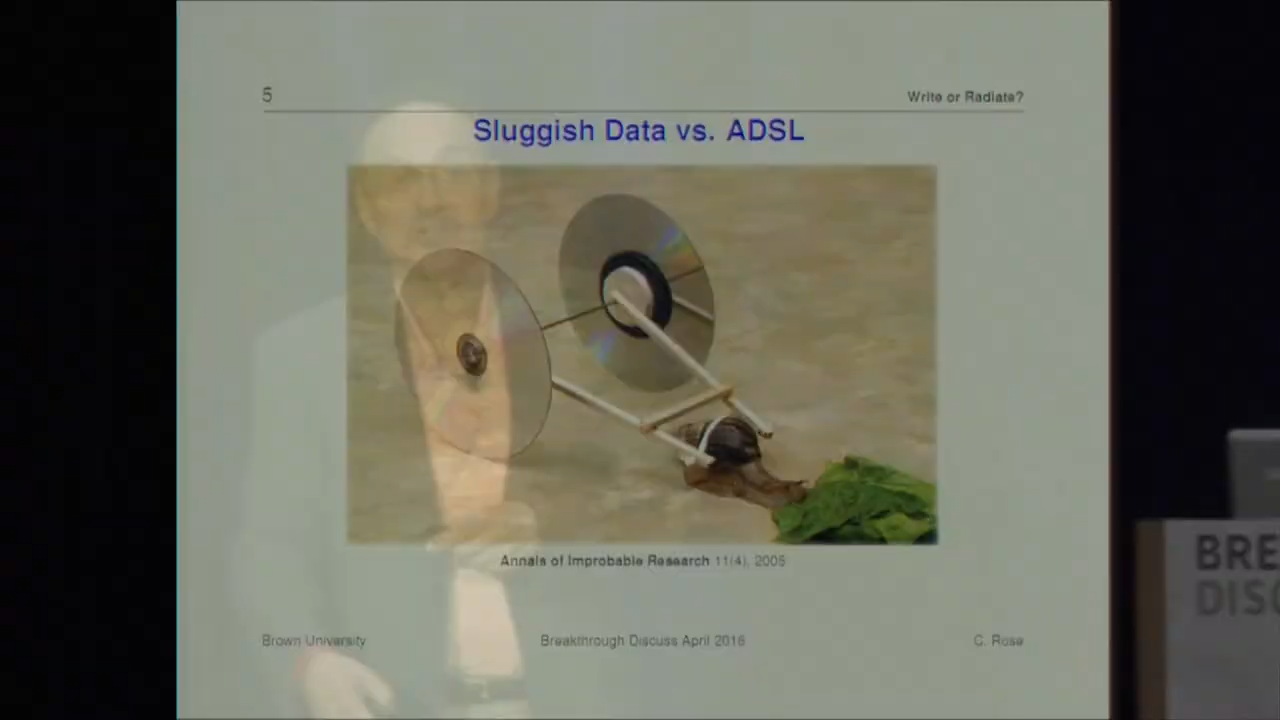 5
Write or Radiate?
Sluggish Data vs. ADSL
Annals of Improbable Research 11(4), 2005
Brown University
Breakthrough Discuss April 2016
C. Rose
BRE
DISC